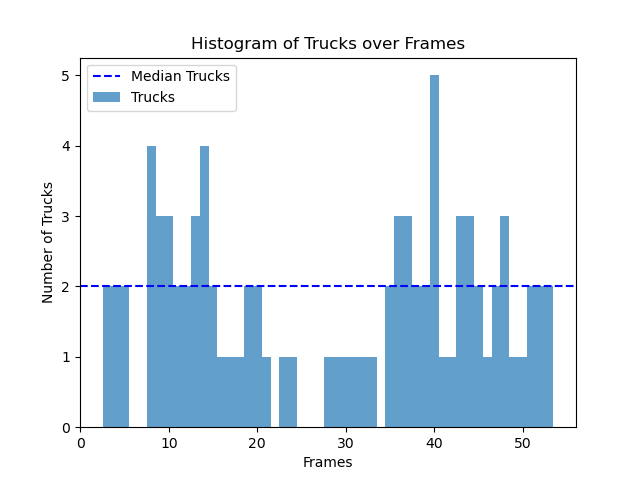 Histogram of Trucks over Frames
Median Trucks
Trucks
Number of Trucks
5
4
3
2
1
0
0 10 20 30 40 50
Frames